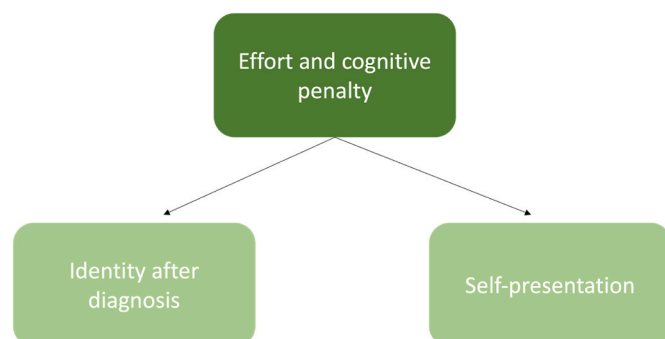 Effort and cognitive
penalty
Identity after
diagnosis
Self-presentation